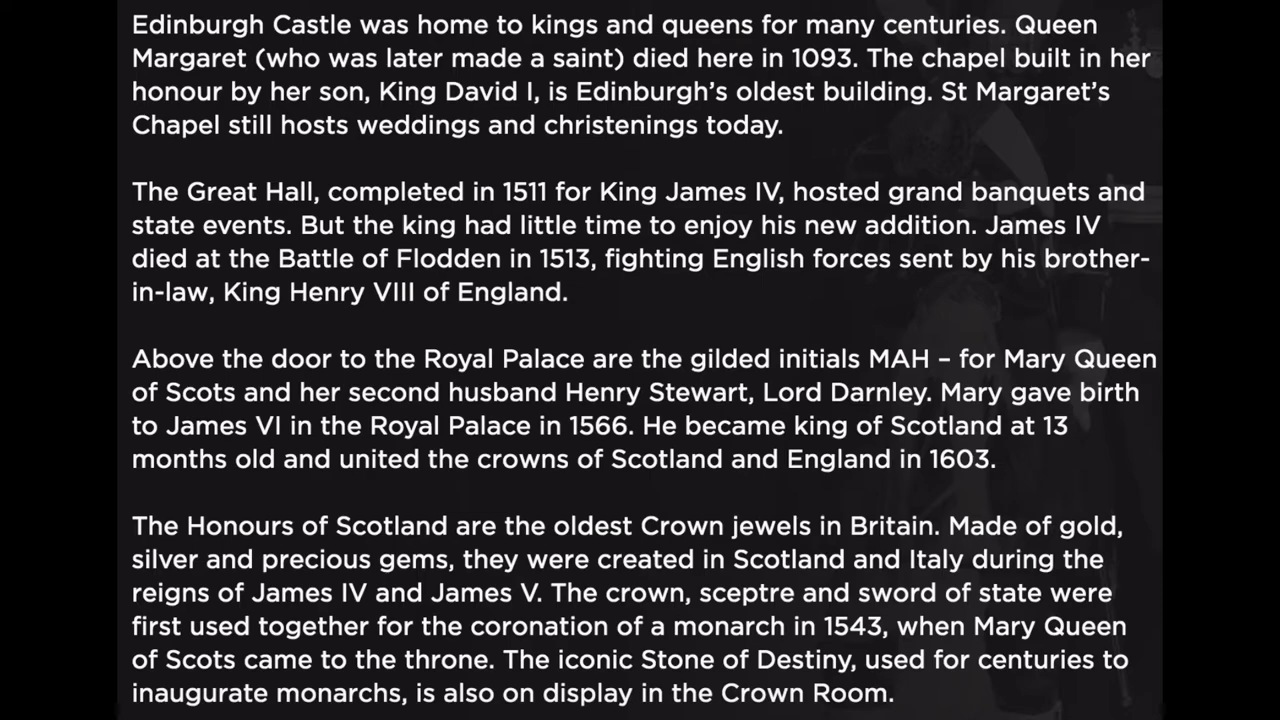 Edinburgh Castle was home to kings and queens for many centuries. Queen
Margaret (who was later made a saint) died here in 1093. The chapel built in her
honour by her son, King David I, is Edinburgh’s oldest building. St Margaret’s
Chapel still hosts weddings and christenings today.
The Great Hall, completed in 1511 for King James IV, hosted grand banquets and
state events. But the king had little time to enjoy his new addition. James IV
died at the Battle of Flodden in 1513, fighting English forces sent by his brother-
in-law, King Henry VIII of England.
Above the door to the Royal Palace are the gilded initials MAH – for Mary Queen
of Scots and her second husband Henry Stewart, Lord Darnley. Mary gave birth
to James VI in the Royal Palace in 1566. He became king of Scotland at 13
months old and united the crowns of Scotland and England in 1603.
The Honours of Scotland are the oldest Crown jewels in Britain. Made of gold,
silver and precious gems, they were created in Scotland and Italy during the
reigns of James IV and James V. The crown, sceptre and sword of state were
first used together for the coronation of a monarch in 1543, when Mary Queen
of Scots came to the throne. The iconic Stone of Destiny, used for centuries to
inaugurate monarchs, is also on display in the Crown Room.